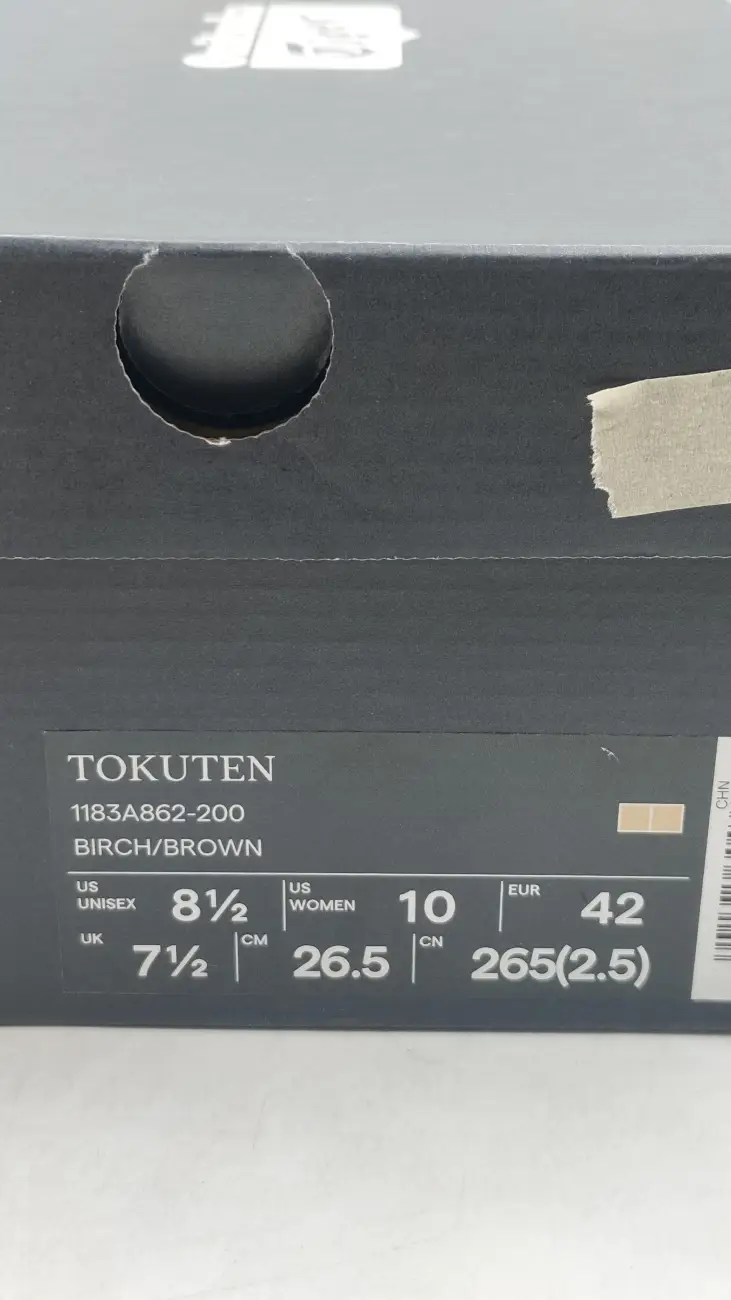 TOKUTEN
1183A862-200
BIRCH/BROWN
US UNISEX 8½ US WOMEN 10 EUR 42
UK 7½ CM 26.5 CN 265(2.5)
CHN